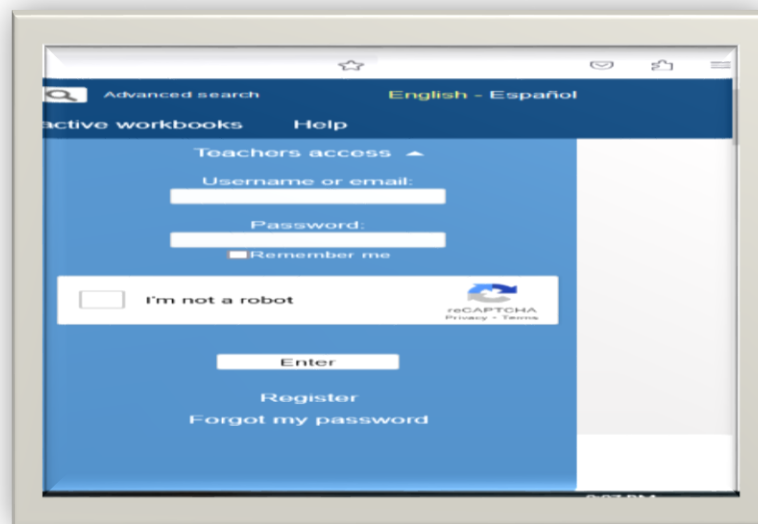 Advanced search English - Español
active workbooks Help
Teachers access
Username or email:
Password:
Remember me
I'm not a robot
reCAPTCHA
Privacy - Terms
Enter
Register
Forgot my password